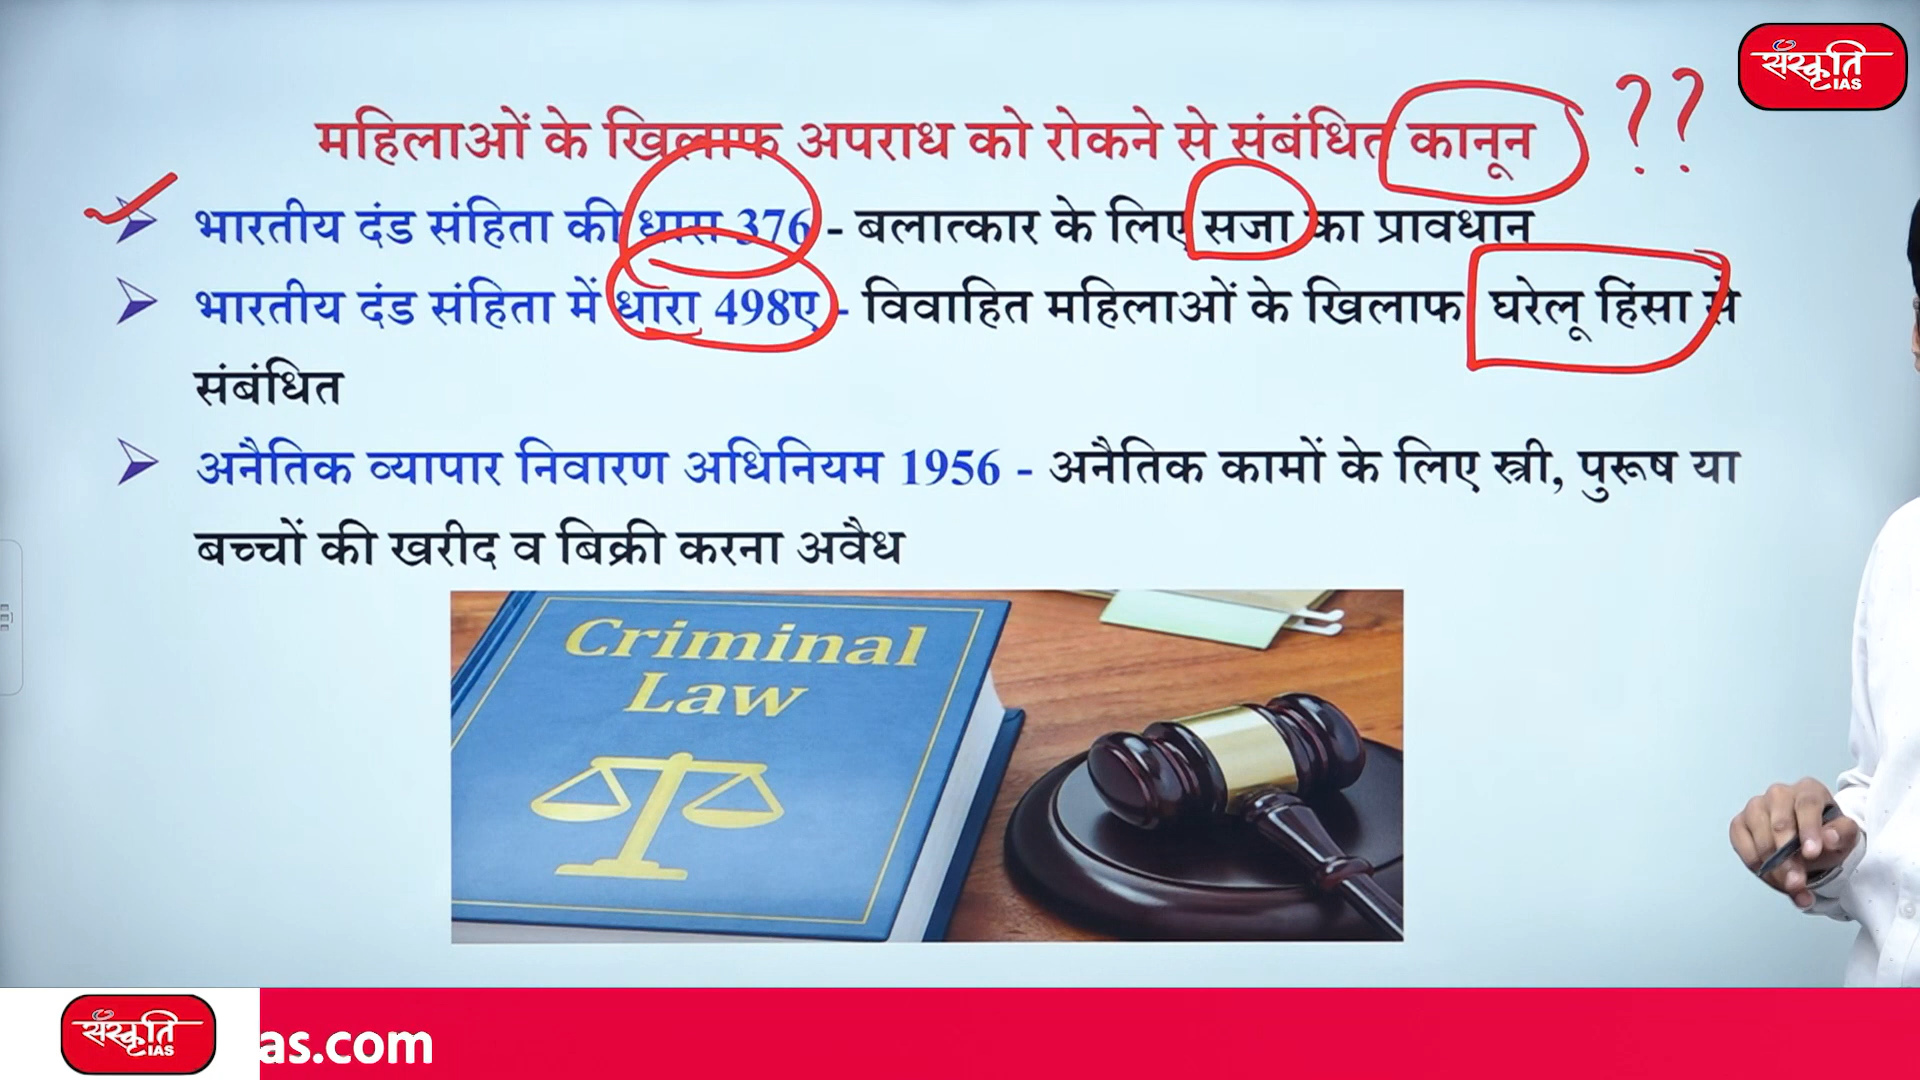 संस्कृति
IAS
महिलाओं के खिलाफ अपराध को रोकने से संबंधित कानून ??
भारतीय दंड संहिता की धारा 376 - बलात्कार के लिए सजा का प्रावधान
भारतीय दंड संहिता में धारा 498ए - विवाहित महिलाओं के खिलाफ घरेलू हिंसा से
संबंधित
अनैतिक व्यापार निवारण अधिनियम 1956 - अनैतिक कामों के लिए स्त्री, पुरूष या
बच्चों की खरीद व बिक्री करना अवैध
Criminal
Law
संस्कृति
IAS
as.com